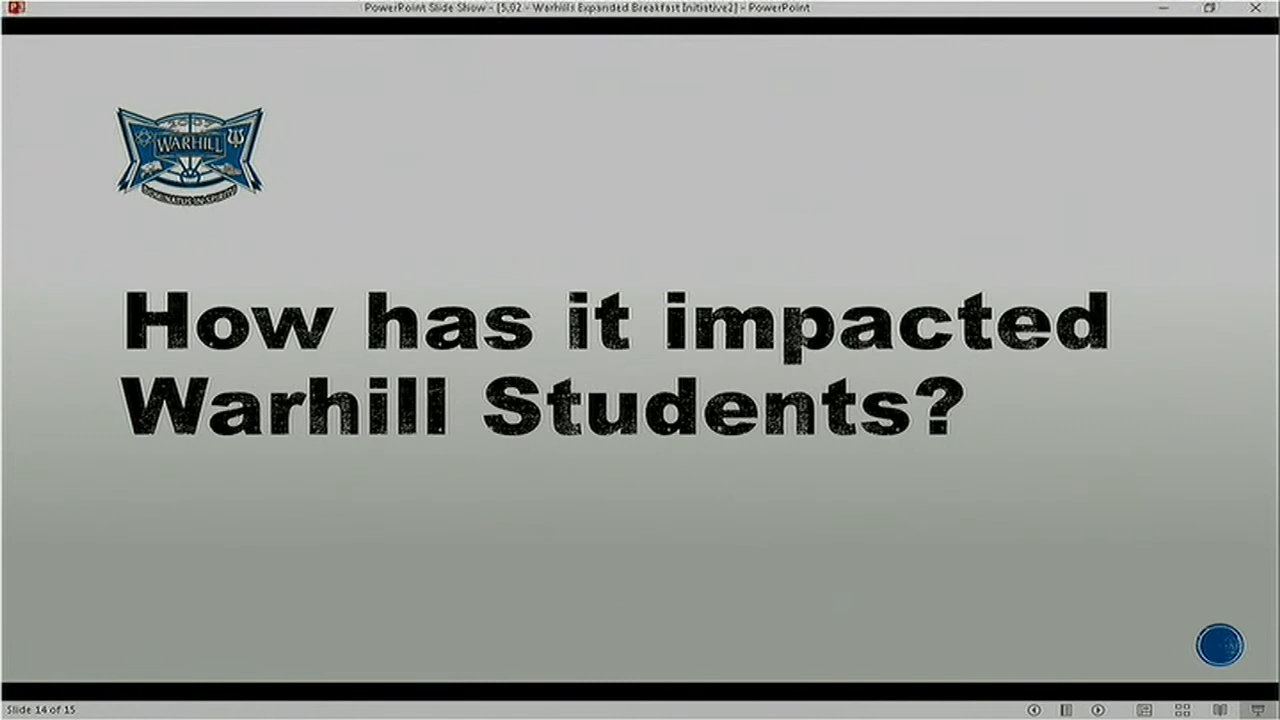 PowerPoint Slide Show - [5.02 - Warhills Expanded Breakfast Initiative2] - PowerPoint
WARHILL
How has it impacted
Warhill Students?
Slide 14 of 15